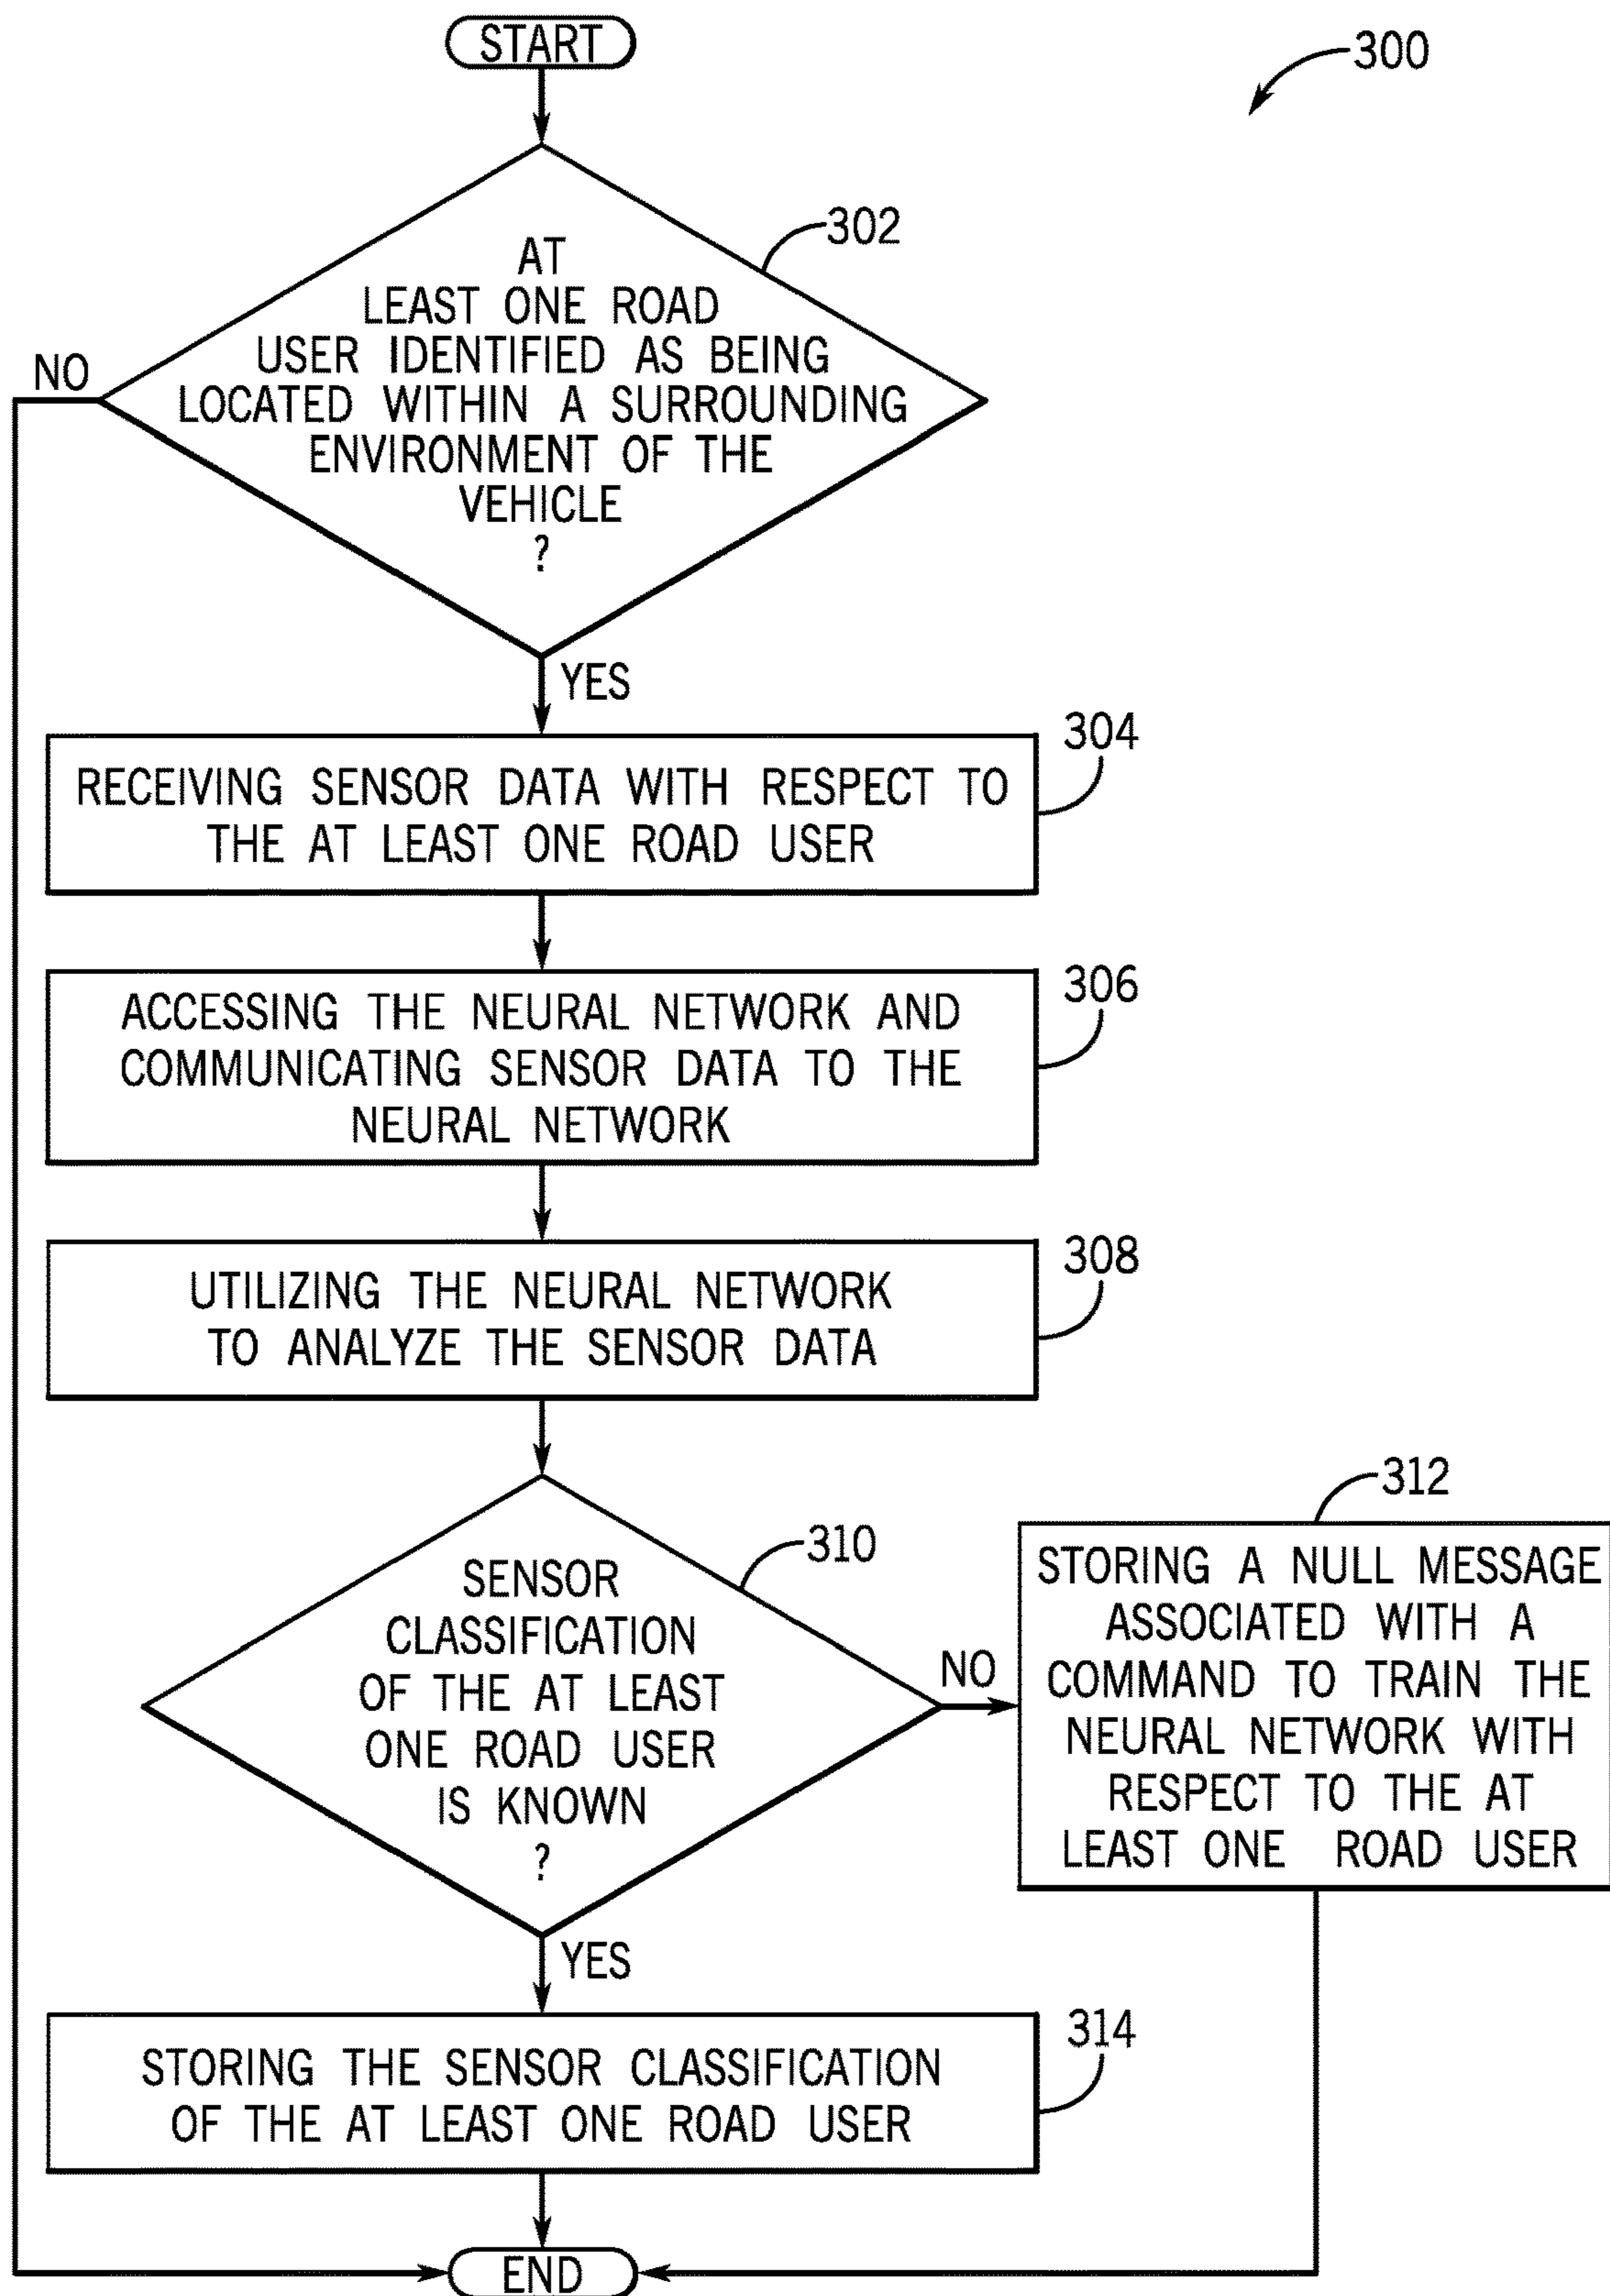 START
300
302
AT
LEAST ONE ROAD
USER IDENTIFIED AS BEING
LOCATED WITHIN A SURROUNDING
ENVIRONMENT OF THE
VEHICLE
?
NO
YES
304
RECEIVING SENSOR DATA WITH RESPECT TO
THE AT LEAST ONE ROAD USER
306
ACCESSING THE NEURAL NETWORK AND
COMMUNICATING SENSOR DATA TO THE
NEURAL NETWORK
308
UTILIZING THE NEURAL NETWORK
TO ANALYZE THE SENSOR DATA
310
SENSOR
CLASSIFICATION
OF THE AT LEAST
ONE ROAD USER
IS KNOWN
?
NO
312
STORING A NULL MESSAGE
ASSOCIATED WITH A
COMMAND TO TRAIN THE
NEURAL NETWORK WITH
RESPECT TO THE AT
LEAST ONE ROAD USER
YES
314
STORING THE SENSOR CLASSIFICATION
OF THE AT LEAST ONE ROAD USER
END